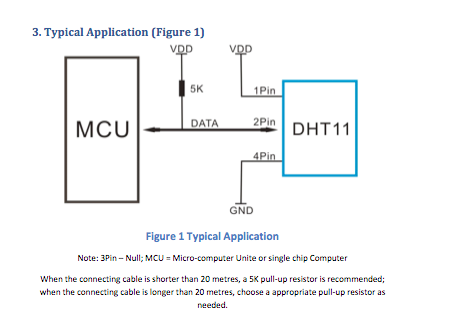 3. Typical Application (Figure 1)
VDD VDD
5K 1Pin
MCU DATA 2Pin DHT11
4Pin
GND
Figure 1 Typical Application
Note: 3Pin – Null; MCU = Micro-computer Unite or single chip Computer
When the connecting cable is shorter than 20 metres, a 5K pull-up resistor is recommended;
when the connecting cable is longer than 20 metres, choose a appropriate pull-up resistor as
needed.